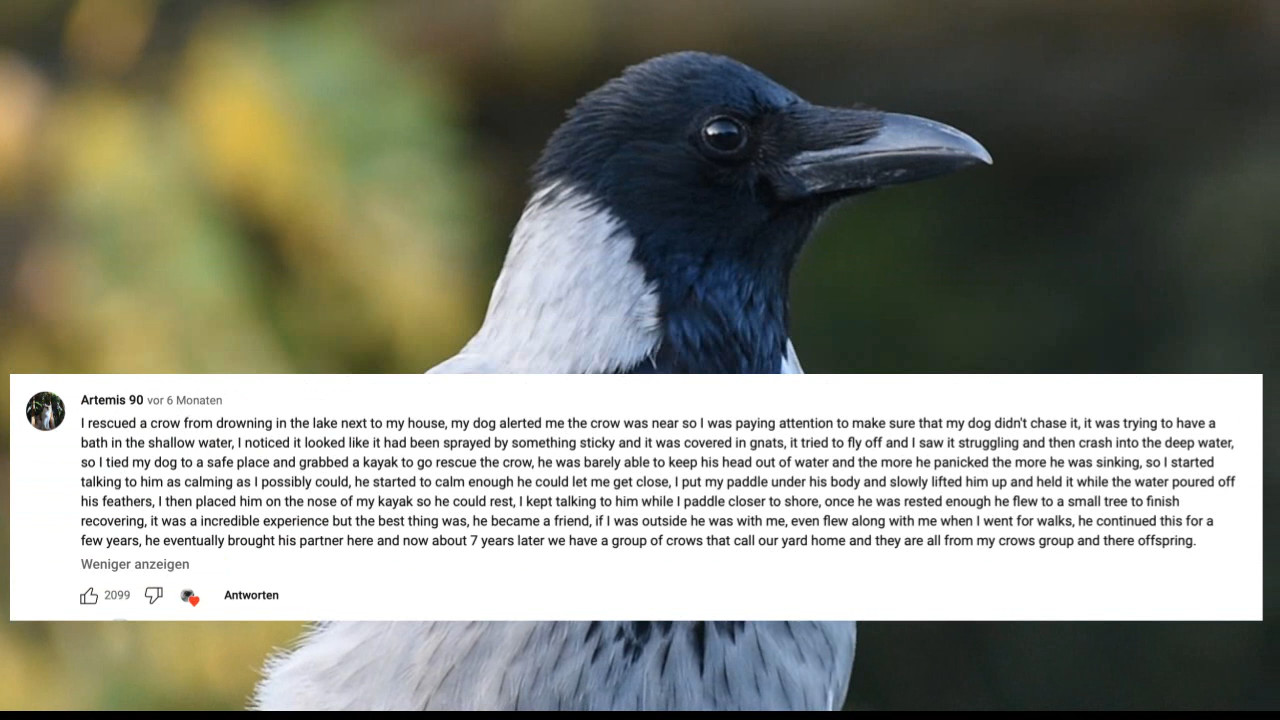 Artemis 90 vor 6 Monaten
I rescued a crow from drowning in the lake next to my house, my dog alerted me the crow was near so I was paying attention to make sure that my dog didn't chase it, it was trying to have a
bath in the shallow water, I noticed it looked like it had been sprayed by something sticky and it was covered in gnats, it tried to fly off and I saw it struggling and then crash into the deep water,
so I tied my dog to a safe place and grabbed a kayak to go rescue the crow, he was barely able to keep his head out of water and the more he panicked the more he was sinking, so I started
talking to him as calming as I possibly could, he started to calm enough he could let me get close, I put my paddle under his body and slowly lifted him up and held it while the water poured off
his feathers, I then placed him on the nose of my kayak so he could rest, I kept talking to him while I paddle closer to shore, once he was rested enough he flew to a small tree to finish
recovering, it was a incredible experience but the best thing was, he became a friend, if I was outside he was with me, even flew along with me when I went for walks, he continued this for a
few years, he eventually brought his partner here and now about 7 years later we have a group of crows that call our yard home and they are all from my crows group and there offspring.
Weniger anzeigen
2099 Antworten